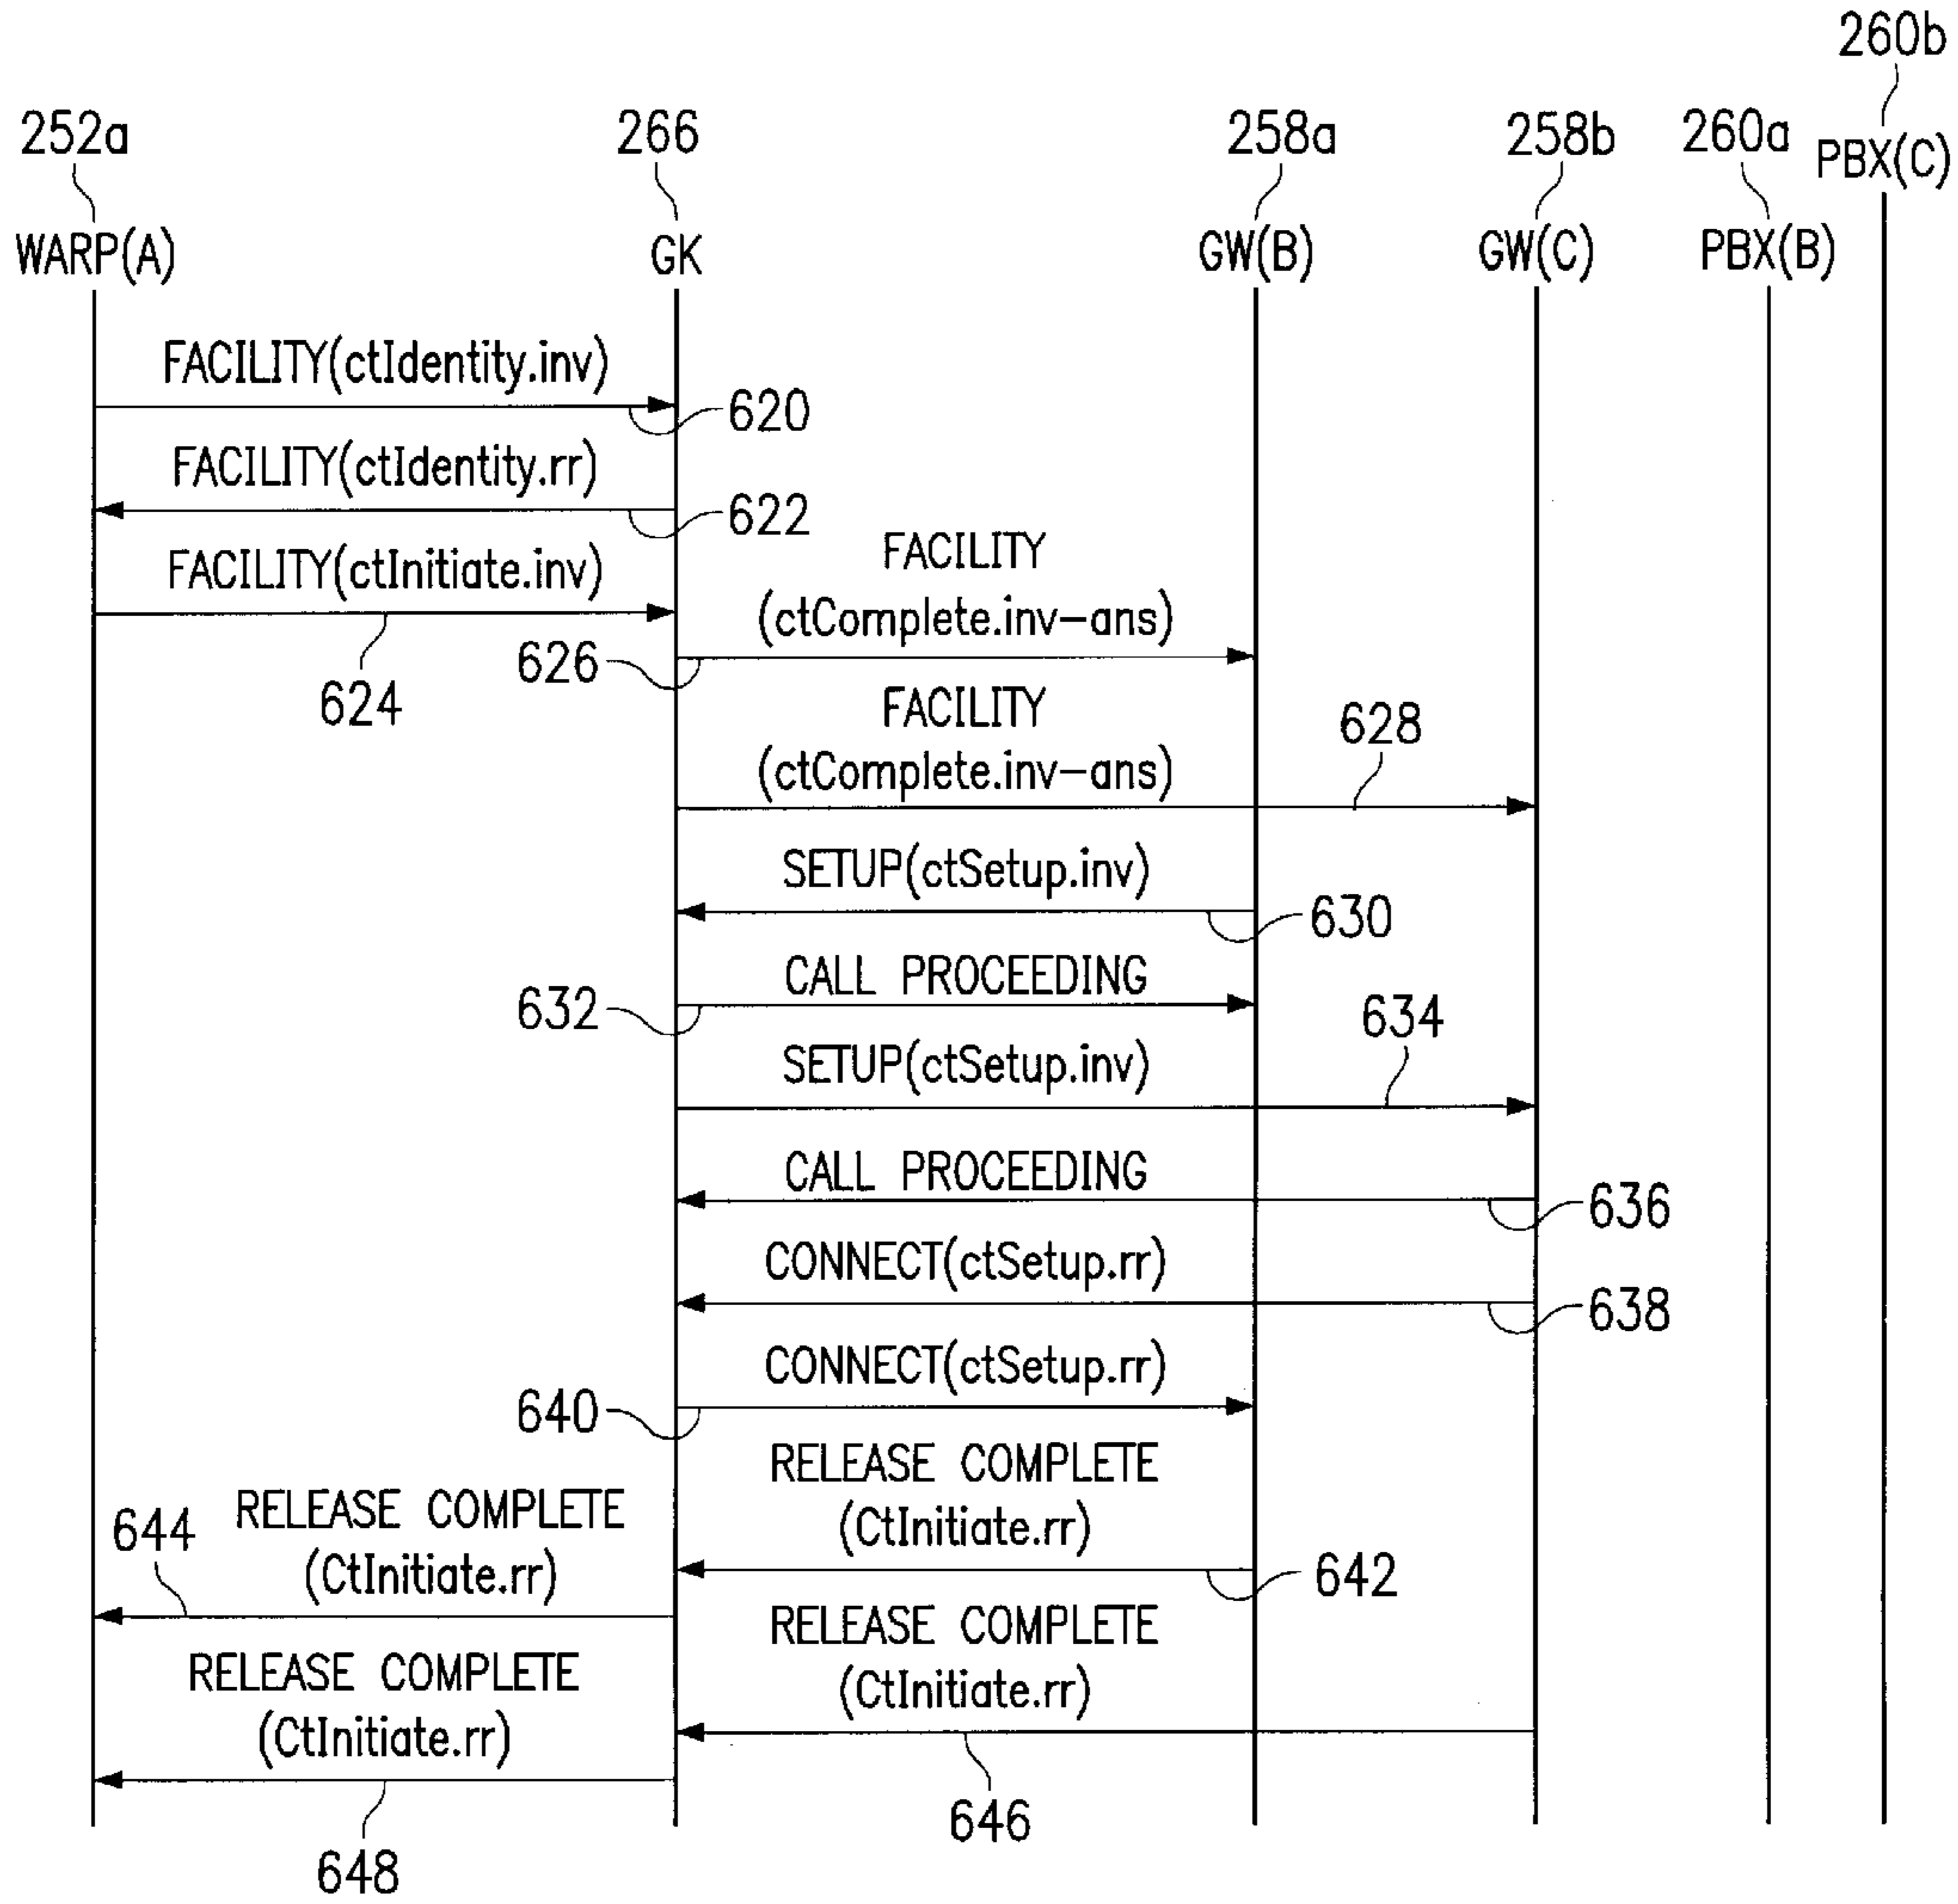 260b
252a
266
258a
258b
260a
PBX(C)
WARP(A)
GK
GW(B)
GW(C)
PBX(B)
FACILITY(ctIdentity.inv)
620
FACILITY(ctIdentity.rr)
622
FACILITY(ctInitiate.inv)
624
FACILITY
(ctComplete.inv-ans)
626
FACILITY
(ctComplete.inv-ans)
628
SETUP(ctSetup.inv)
630
CALL PROCEEDING
632
SETUP(ctSetup.inv)
634
CALL PROCEEDING
636
CONNECT(ctSetup.rr)
638
CONNECT(ctSetup.rr)
640
RELEASE COMPLETE
(CtInitiate.rr)
642
RELEASE COMPLETE
(CtInitiate.rr)
644
RELEASE COMPLETE
(CtInitiate.rr)
646
RELEASE COMPLETE
(CtInitiate.rr)
648